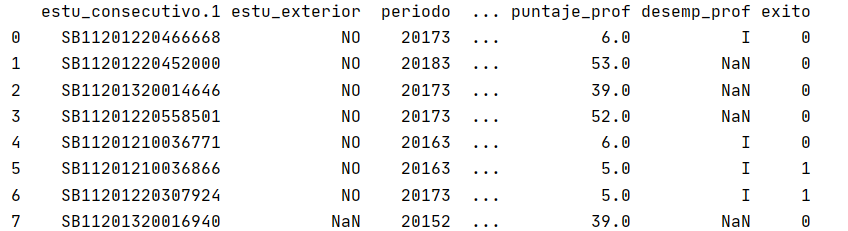 estu_consecutivo.1 estu_exterior periodo ... puntaje_prof desemp_prof exito
0 SB11201220466668 NO 20173 ... 6.0 I 0
1 SB11201220452000 NO 20183 ... 53.0 NaN 0
2 SB11201320014646 NO 20173 ... 39.0 NaN 0
3 SB11201220558501 NO 20173 ... 52.0 NaN 0
4 SB11201210036771 NO 20163 ... 6.0 I 0
5 SB11201210036866 NO 20163 ... 5.0 I 1
6 SB11201220307924 NO 20173 ... 5.0 I 1
7 SB11201320016940 NaN 20152 ... 39.0 NaN 0